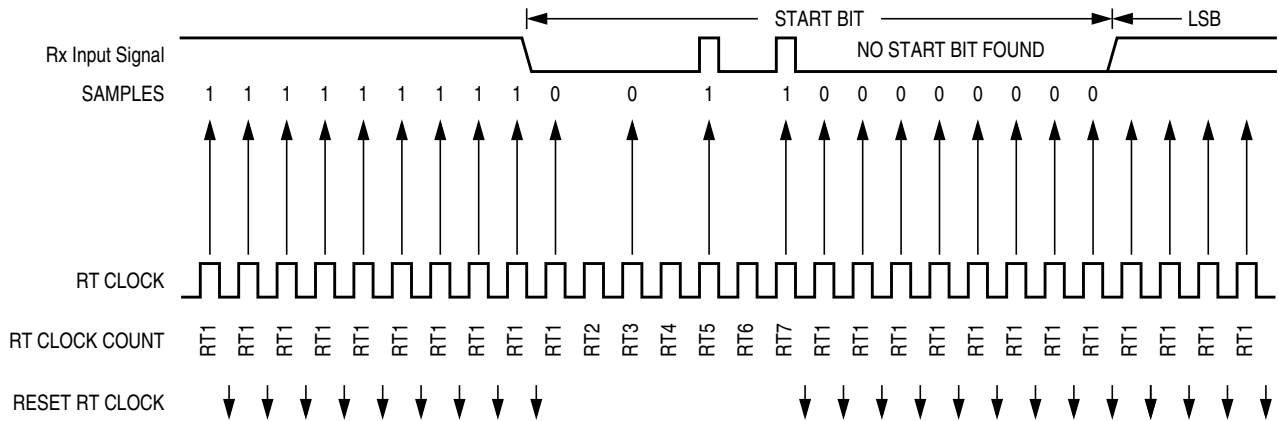 START BIT LSB
Rx Input Signal NO START BIT FOUND
SAMPLES 1 1 1 1 1 1 1 1 1 0 0 1 1 0 0 0 0 0 0 0 0
RT CLOCK
RT CLOCK COUNT RT1 RT1 RT1 RT1 RT1 RT1 RT1 RT1 RT1 RT1 RT2 RT3 RT4 RT5 RT6 RT7 RT1 RT1 RT1 RT1 RT1 RT1 RT1 RT1 RT1 RT1 RT1 RT1
RESET RT CLOCK